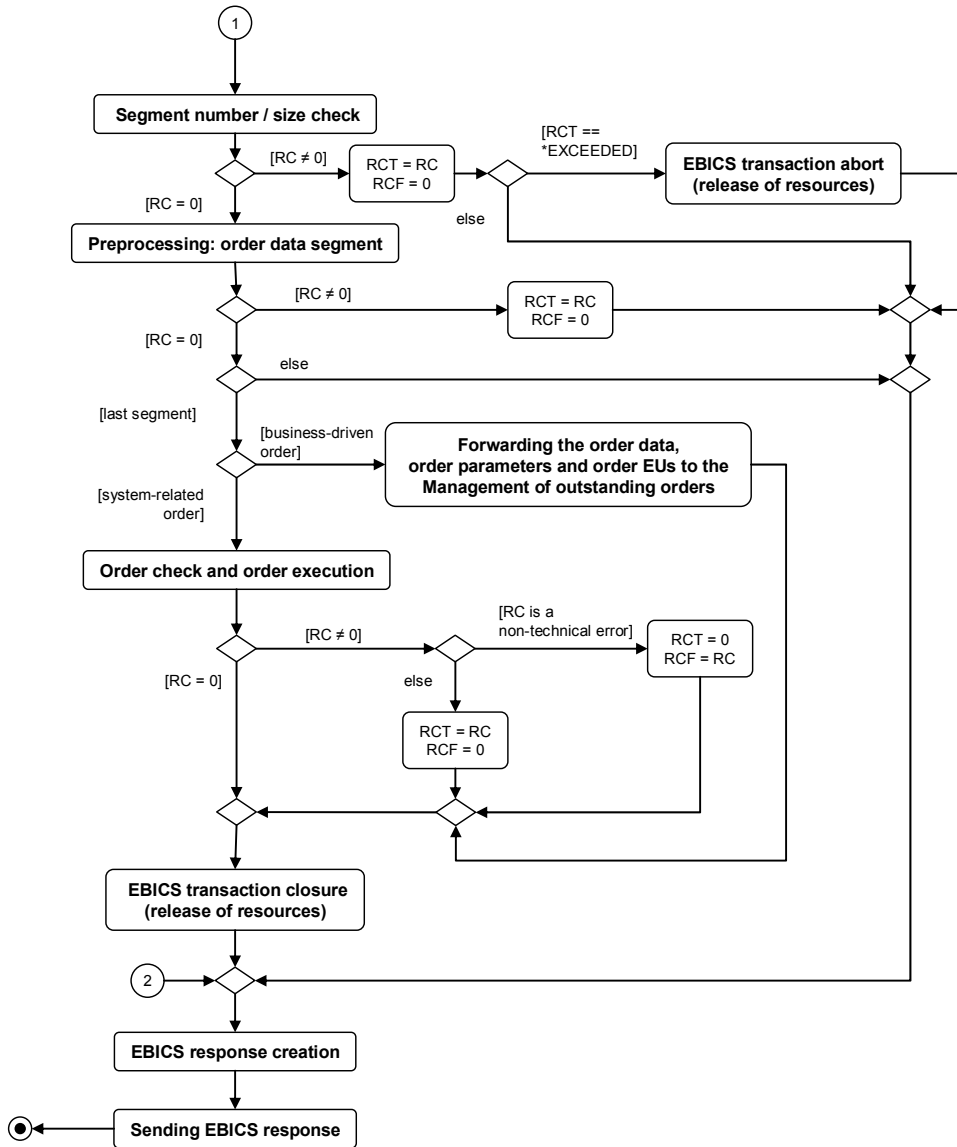 1
Segment number / size check
[RC ≠ 0]
RCT = RC
RCF = 0
[RCT ==
*EXCEEDED]
EBICS transaction abort
(release of resources)
[RC = 0]
else
Preprocessing: order data segment
[RC ≠ 0]
RCT = RC
RCF = 0
[RC = 0]
else
[last segment]
[business-driven
order]
Forwarding the order data,
order parameters and order EUs to the
Management of outstanding orders
[system-related
order]
Order check and order execution
[RC ≠ 0]
[RC is a
non-technical error]
RCT = 0
RCF = RC
[RC = 0]
else
RCT = RC
RCF = 0
EBICS transaction closure
(release of resources)
2
EBICS response creation
Sending EBICS response